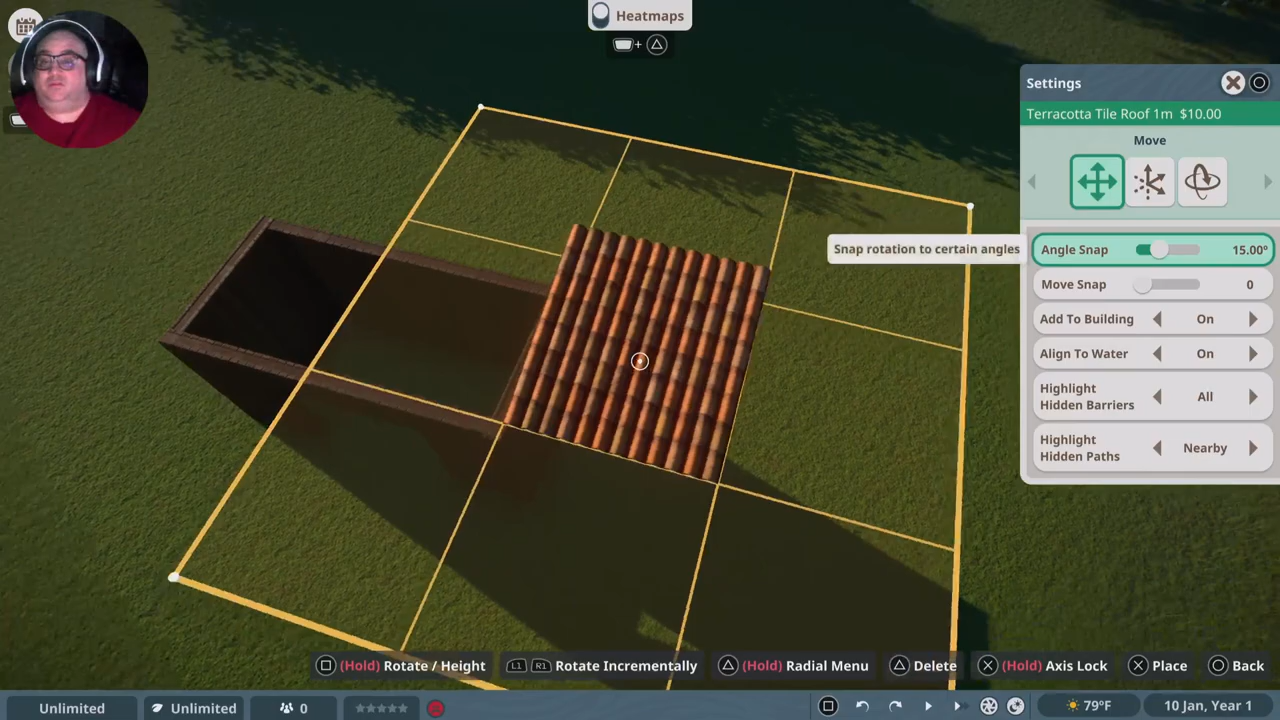 Heatmaps
+
Settings
Terracotta Tile Roof 1m $10.00
Move
Snap rotation to certain angles
Angle Snap 15.00°
Move Snap 0
Add To Building On
Align To Water On
Highlight
Hidden Barriers All
Highlight
Hidden Paths Nearby
(Hold) Rotate / Height
L1 R1 Rotate Incrementally
(Hold) Radial Menu
Delete
(Hold) Axis Lock
Place
Back
Unlimited
Unlimited
0
79°F
10 Jan, Year 1